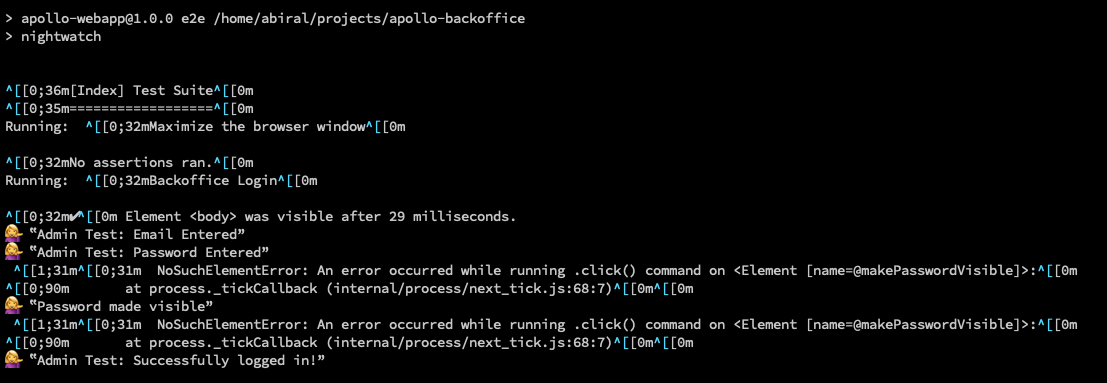 > apollo-webapp@1.0.0 e2e /home/abiral/projects/apollo-backoffice
> nightwatch
^[[0;36m[Index] Test Suite^[[0m
^[[0;35m==================^[[0m
Running:  ^[[0;32mMaximize the browser window^[[0m
^[[0;32mNo assertions ran.^[[0m
Running:  ^[[0;32mBackoffice Login^[[0m
^[[0;32m✔^[[0m Element <body> was visible after 29 milliseconds.
💁 ‟Admin Test: Email Entered”
💁 ‟Admin Test: Password Entered”
 ^[[1;31m^[[0;31m  NoSuchElementError: An error occurred while running .click() command on <Element [name=@makePasswordVisible]>:^[[0m
^[[0;90m       at process._tickCallback (internal/process/next_tick.js:68:7)^[[0m^[[0m
💁 ‟Password made visible”
 ^[[1;31m^[[0;31m  NoSuchElementError: An error occurred while running .click() command on <Element [name=@makePasswordVisible]>:^[[0m
^[[0;90m       at process._tickCallback (internal/process/next_tick.js:68:7)^[[0m^[[0m
💁 ‟Admin Test: Successfully logged in!”